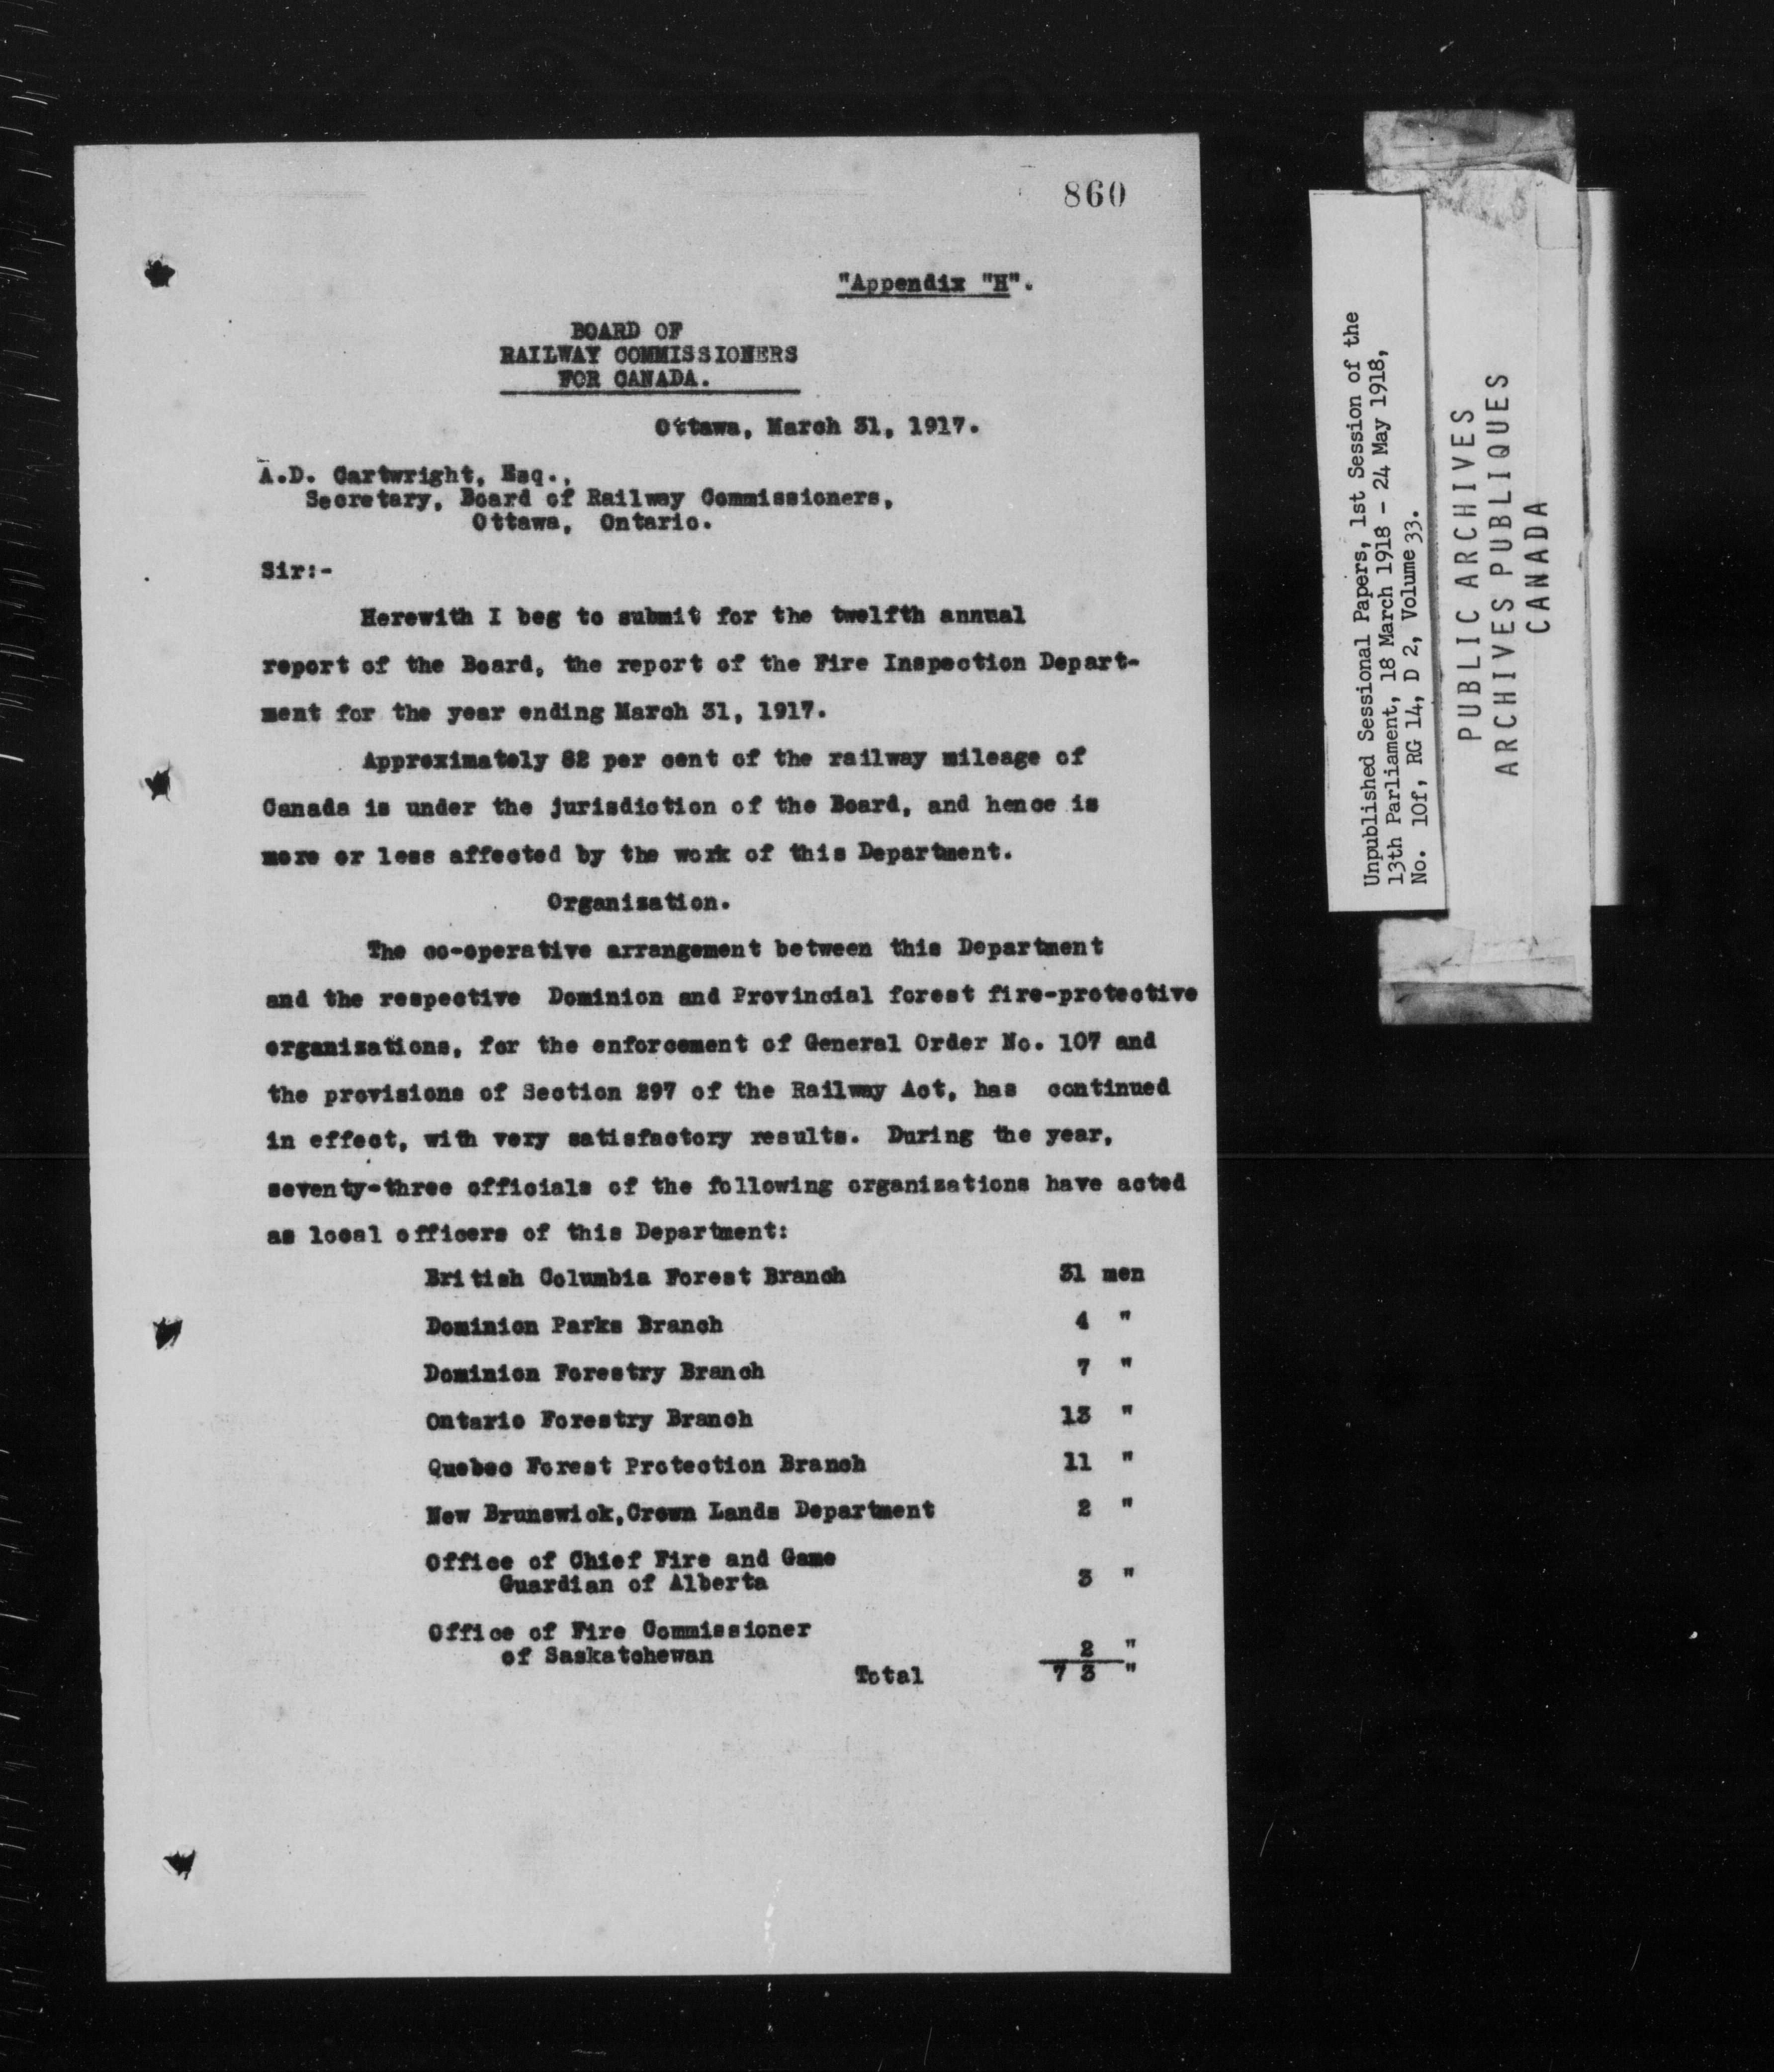 860
"Appendix "H".
BOARD OF
RAILWAY COMMISSIONERS
FOR CANADA.
Ottawa, March 31, 1917.
A.D. Cartwright, Esq.,
Secretary, Board of Railway Commissioners,
Ottawa, Ontario.
Sir:-
Herewith I beg to submit for the twelfth annual
report of the Board, the report of the Fire Inspection Depart-
ment for the year ending March 31, 1917.
Approximately 82 per cent of the railway mileage of
Canada is under the jurisdiction of the Board, and hence is
more or less affected by the work of this Department.
Organization.
The co-operative arrangement between this Department
and the respective Dominion and Provincial forest fire-protective
organizations, for the enforcement of General Order No. 107 and
the provisions of Section 297 of the Railway Act, has continued
in effect, with very satisfactory results. During the year,
seventy-three officials of the following organizations have acted
as local officers of this Department:
British Columbia Forest Branch 31 men
Dominion Parks Branch 4 "
Dominion Forestry Branch 7 "
Ontario Forestry Branch 13 "
Quebec Forest Protection Branch 11 "
New Brunswick,Crown Lands Department 2 "
Office of Chief Fire and Game
Guardian of Alberta 3 "
Office of Fire Commissioner
of Saskatchewan 2 "
Total 7 3 "
Unpublished Sessional Papers, 1st Session of the
13th Parliament, 18 March 1918 - 24 May 1918,
No. 10f, RG 14, D 2, Volume 33.
PUBLIC ARCHIVES
ARCHIVES PUBLIQUES
CANADA